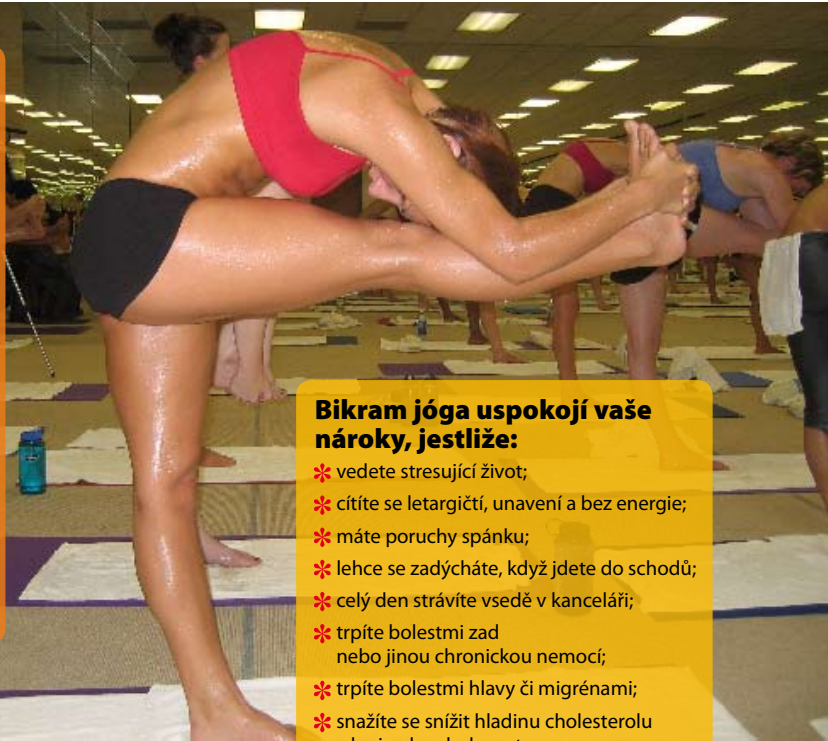 Bikram jóga uspokojí vaše
nároky, jestliže:
✻ vedete stresující život;
✻ cítíte se letargičtí, unavení a bez energie;
✻ máte poruchy spánku;
✻ lehce se zadýcháte, když jdete do schodů;
✻ celý den strávíte vsedě v kanceláři;
✻ trpíte bolestmi zad
nebo jinou chronickou nemocí;
✻ trpíte bolestmi hlavy či migrénami;
✻ snažíte se snížit hladinu cholesterolu